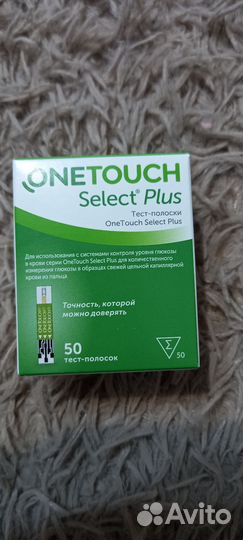 ONETOUCH
Select® Plus
Тест-полоски
OneTouch Select Plus
Для использования с системами контроля уровня глюкозы
в крови серии OneTouch Select Plus для количественного
измерения глюкозы в образцах свежей цельной капиллярной
крови из пальца
Точность, которой
можно доверять
50
тест-полосок
Σ
50
Avito